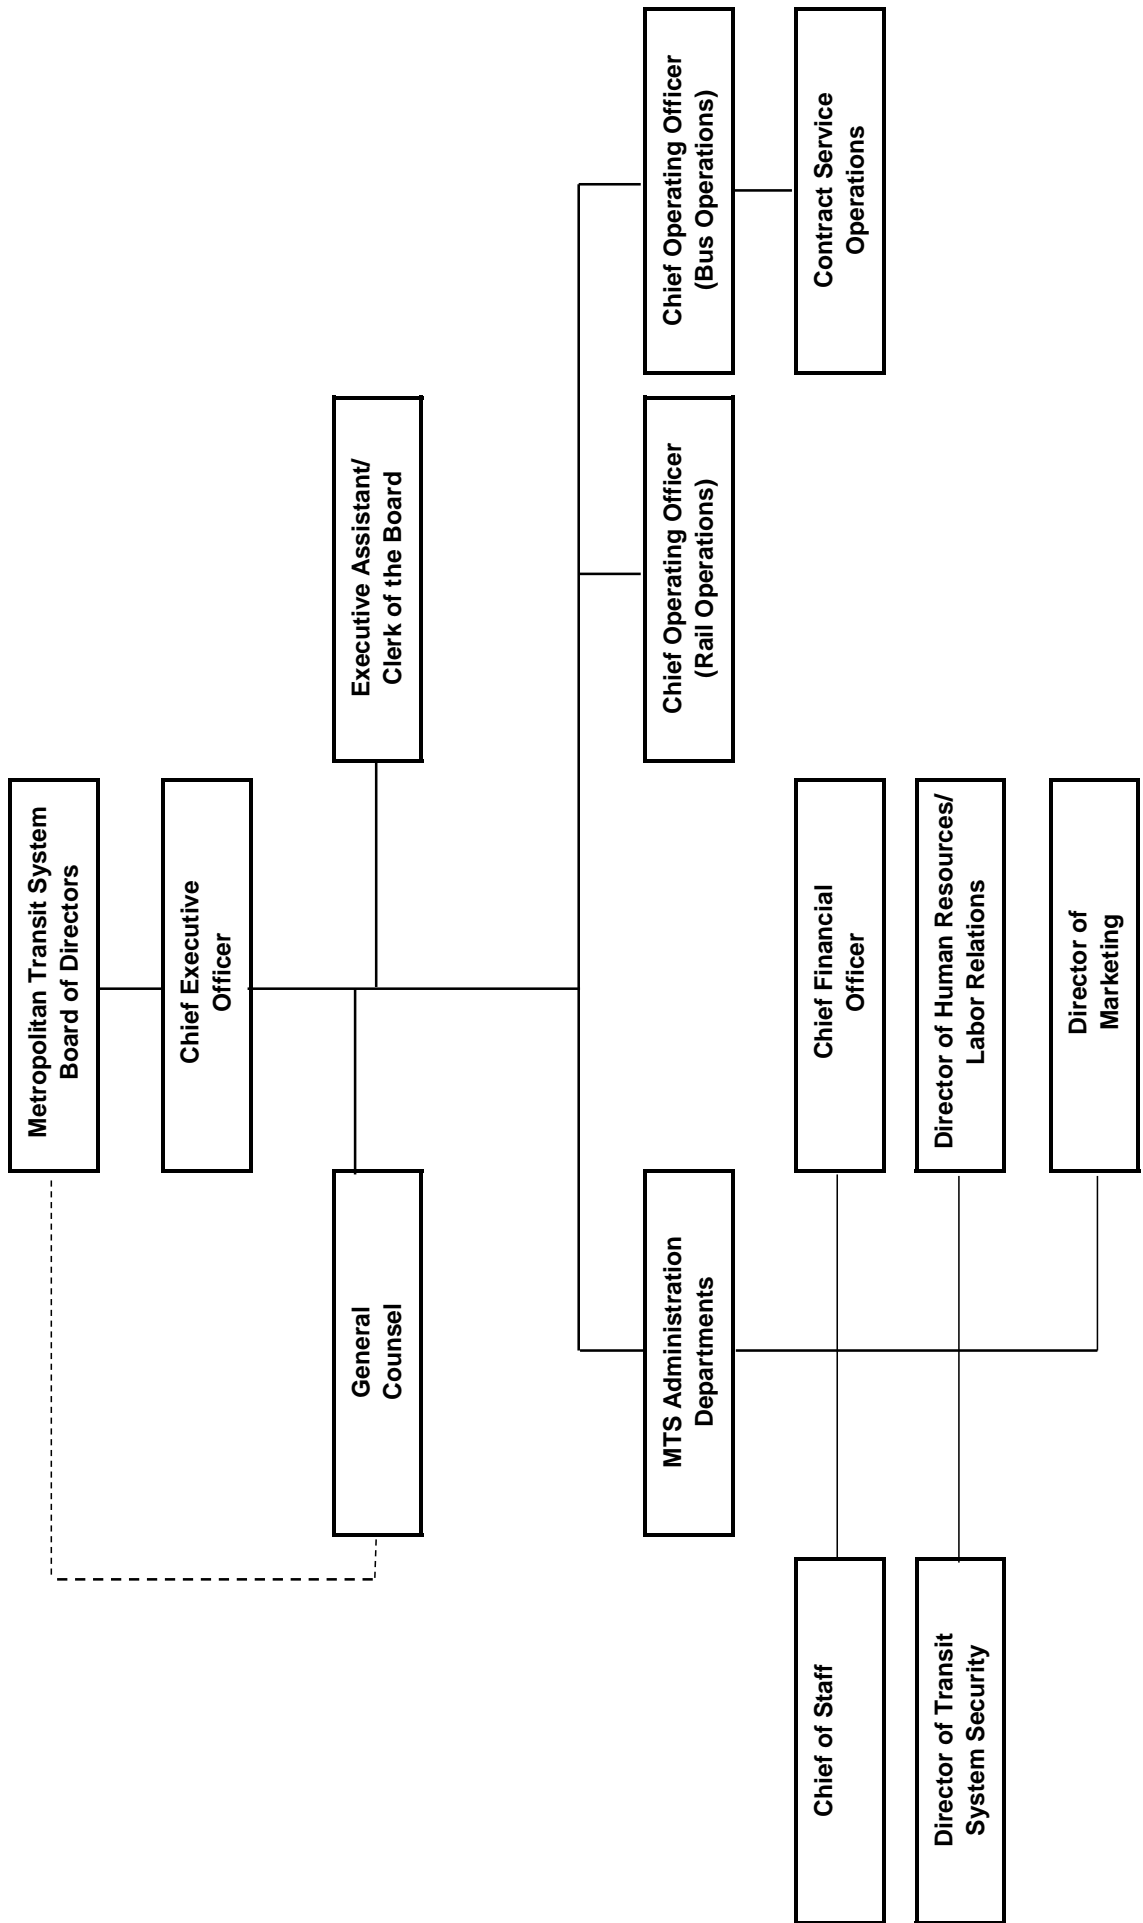 Metropolitan Transit System
Board of Directors
Chief Executive
Officer
General
Counsel
Executive Assistant/
Clerk of the Board
MTS Administration
Departments
Chief Operating Officer
(Rail Operations)
Chief Operating Officer
(Bus Operations)
Chief of Staff
Chief Financial
Officer
Contract Service
Operations
Director of Transit
System Security
Director of Human Resources/
Labor Relations
Director of
Marketing